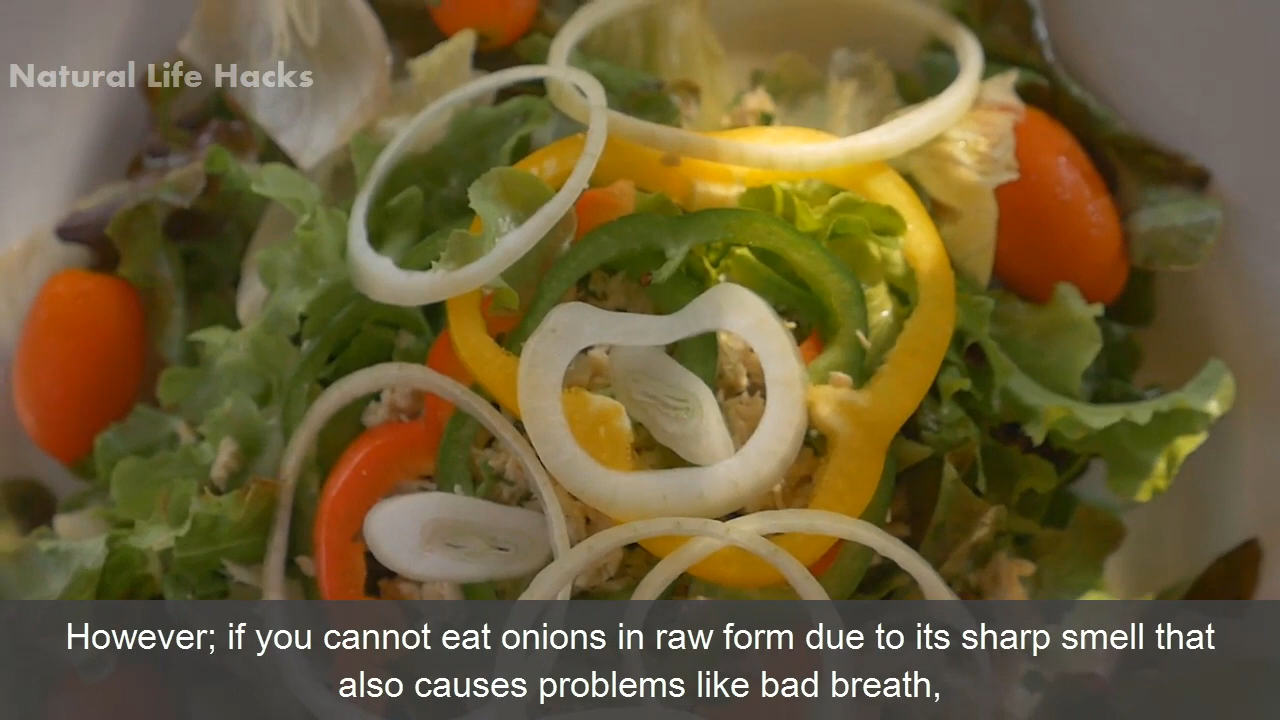 Natural Life Hacks
However; if you cannot eat onions in raw form due to its sharp smell that
also causes problems like bad breath,